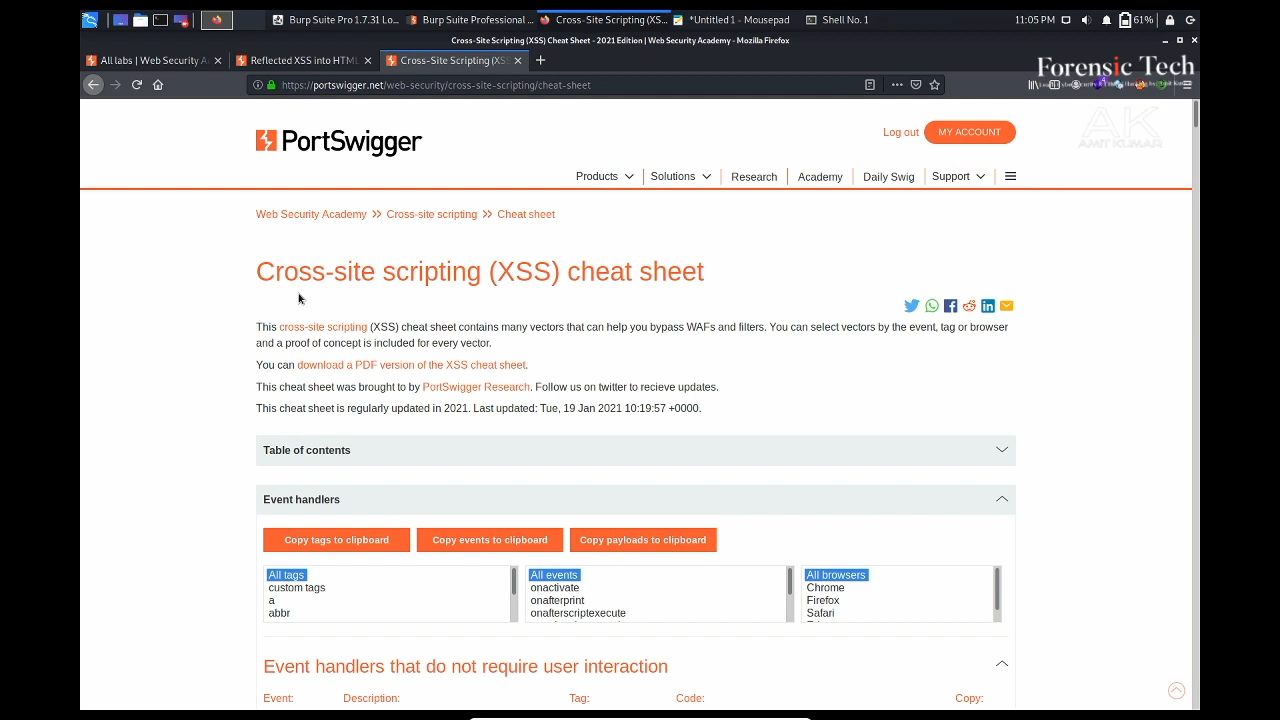 Burp Suite Pro 1.7.31 Lo... Burp Suite Professional ... Cross-Site Scripting (XS... *Untitled 1 - Mousepad Shell No. 1 11:05 PM 61%
Cross-Site Scripting (XSS) Cheat Sheet - 2021 Edition | Web Security Academy - Mozilla Firefox
All labs | Web Security A Reflected XSS into HTML Cross-Site Scripting (XSS
Forensic Tech
https://portswigger.net/web-security/cross-site-scripting/cheat-sheet
AK
AMIT KUMAR
PortSwigger
Log out MY ACCOUNT
Products Solutions Research Academy Daily Swig Support
Web Security Academy Cross-site scripting Cheat sheet
Cross-site scripting (XSS) cheat sheet
This cross-site scripting (XSS) cheat sheet contains many vectors that can help you bypass WAFs and filters. You can select vectors by the event, tag or browser
and a proof of concept is included for every vector.
You can download a PDF version of the XSS cheat sheet.
This cheat sheet was brought to by PortSwigger Research. Follow us on twitter to recieve updates.
This cheat sheet is regularly updated in 2021. Last updated: Tue, 19 Jan 2021 10:19:57 +0000.
Table of contents
Event handlers
Copy tags to clipboard Copy events to clipboard Copy payloads to clipboard
All tags All events All browsers
custom tags onactivate Chrome
a onafterprint Firefox
abbr onafterscriptexecute Safari
Event handlers that do not require user interaction
Event: Description: Tag: Code: Copy: